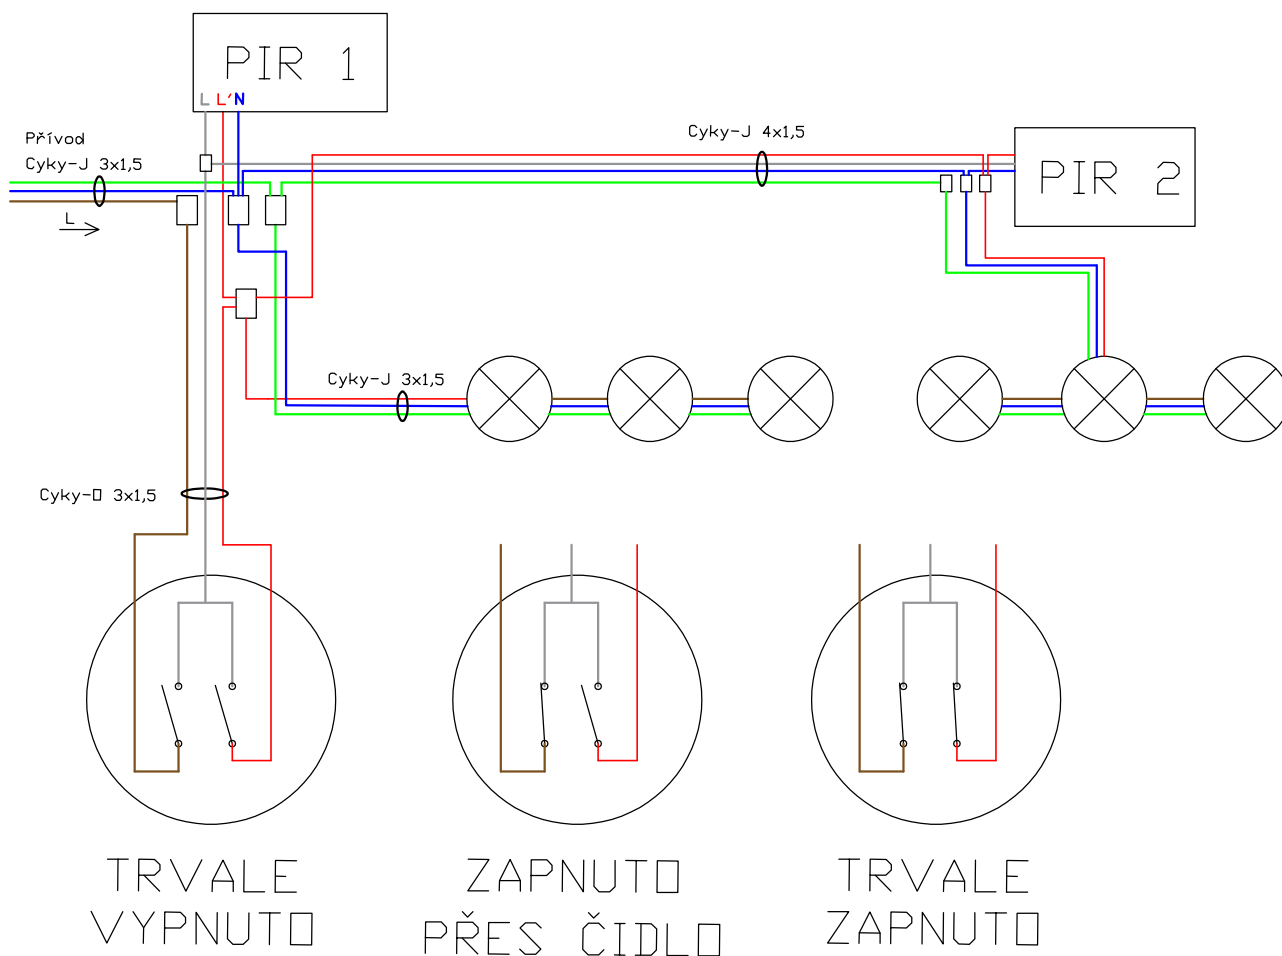 PIR 1
L L' N
Přívod
Cyky-J 3x1,5
L
Cyky-J 4x1,5
PIR 2
Cyky-J 3x1,5
Cyky-O 3x1,5
TRVALE
VYPNUTO
ZAPNUTO
PŘES ČIDLO
TRVALE
ZAPNUTO